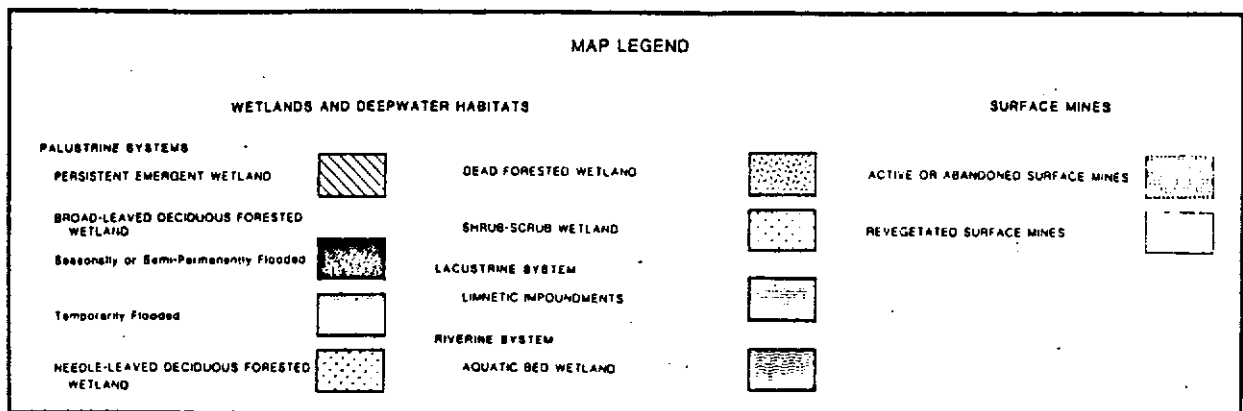 MAP LEGEND
WETLANDS AND DEEPWATER HABITATS
PALUSTRINE SYSTEMS
PERSISTENT EMERGENT WETLAND
BROAD-LEAVED DECIDUOUS FORESTED
WETLAND
Seasonally or Semi-Permanently Flooded
Temporarily Flooded
NEEDLE-LEAVED DECIDUOUS FORESTED
WETLAND
DEAD FORESTED WETLAND
SHRUB-SCRUB WETLAND
LACUSTRINE SYSTEM
LIMNETIC IMPOUNDMENTS
RIVERINE SYSTEM
AQUATIC BED WETLAND
SURFACE MINES
ACTIVE OR ABANDONED SURFACE MINES
REVEGETATED SURFACE MINES